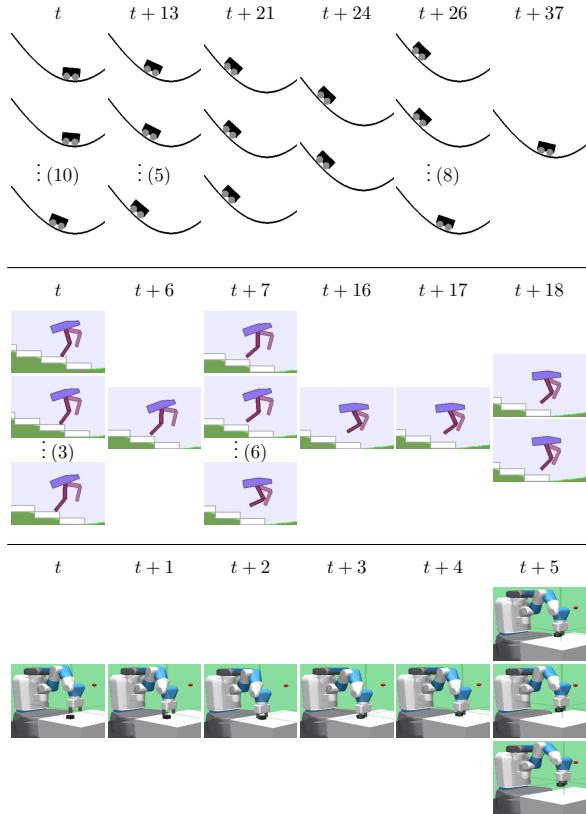 t t + 13 t + 21 t + 24 t + 26 t + 37
⋮ (10) ⋮ (5) ⋮ (8)
t t + 6 t + 7 t + 16 t + 17 t + 18
⋮ (3) ⋮ (6)
t t + 1 t + 2 t + 3 t + 4 t + 5